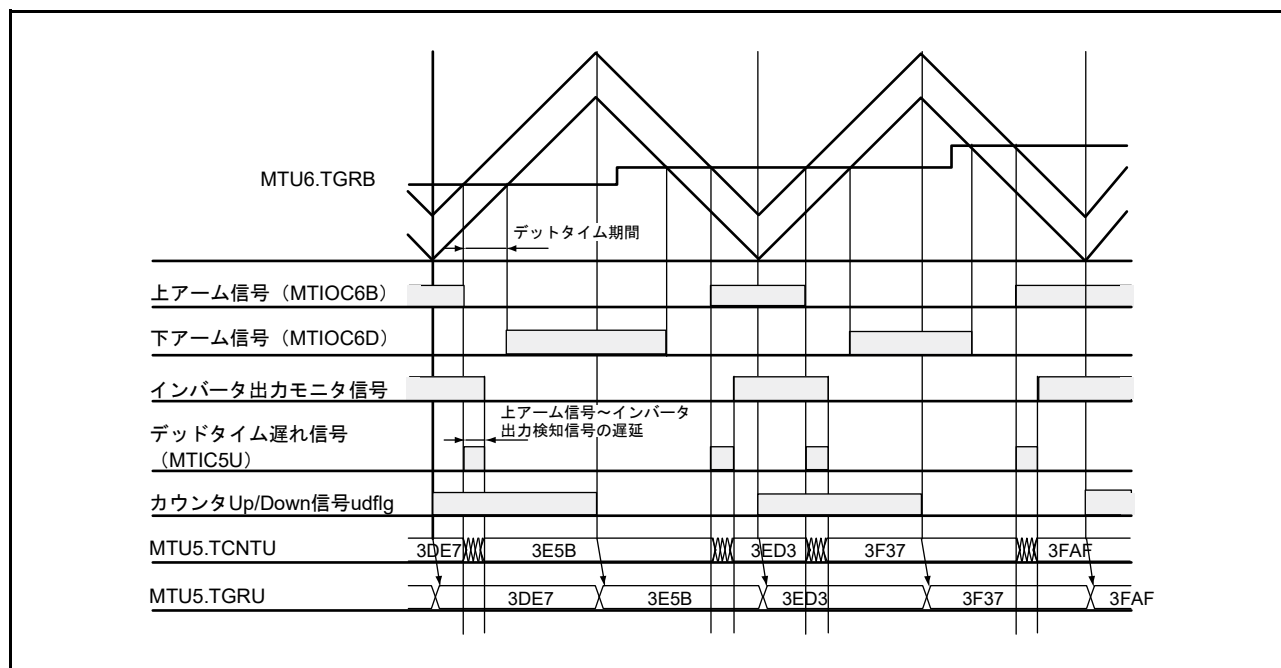 MTU6.TGRB
デットタイム期間
上アーム信号（MTIOC6B）
下アーム信号（MTIOC6D）
インバータ出力モニタ信号
上アーム信号～インバータ
出力検知信号の遅延
デッドタイム遅れ信号
（MTIC5U）
カウンタUp/Down信号udflg
MTU5.TCNTU 3DE7 3E5B 3ED3 3F37 3FAF
MTU5.TGRU 3DE7 3E5B 3ED3 3F37 3FAF